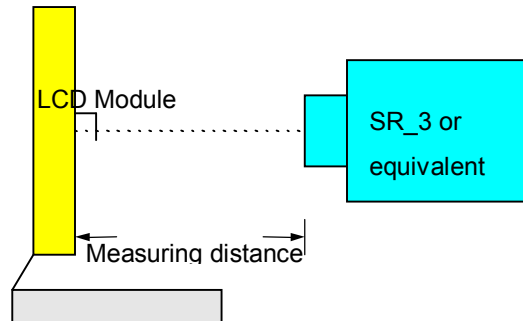 LCD Module
SR_3 or
equivalent
Measuring distance